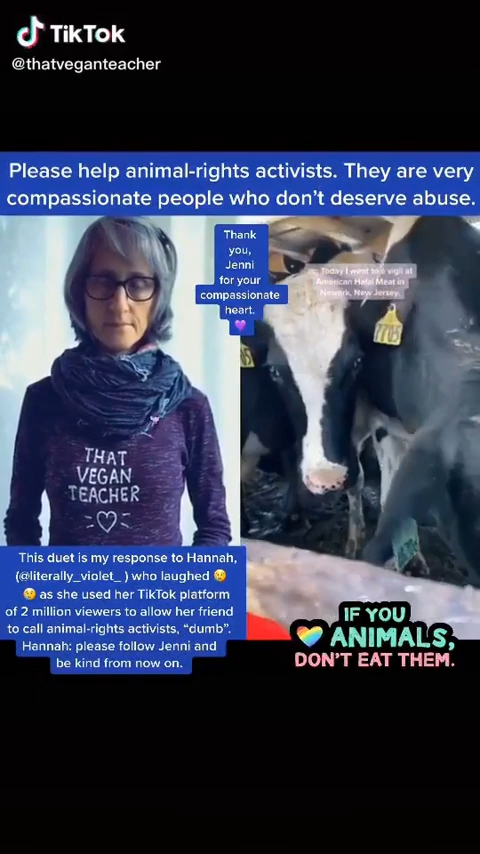 TikTok
@thatveganteacher
Please help animal-rights activists. They are very
compassionate people who don't deserve abuse.
Thank
you,
Jenni
for your
compassionate
heart.
💜
Today I went to a vigil at
American Halal Meat in
Newark, New Jersey.
7705
THAT
VEGAN
TEACHER
This duet is my response to Hannah,
(@literally_violet_ ) who laughed 😢
😢 as she used her TikTok platform
of 2 million viewers to allow her friend
to call animal-rights activists, "dumb".
Hannah: please follow Jenni and
be kind from now on.
IF YOU
ANIMALS,
DON'T EAT THEM.